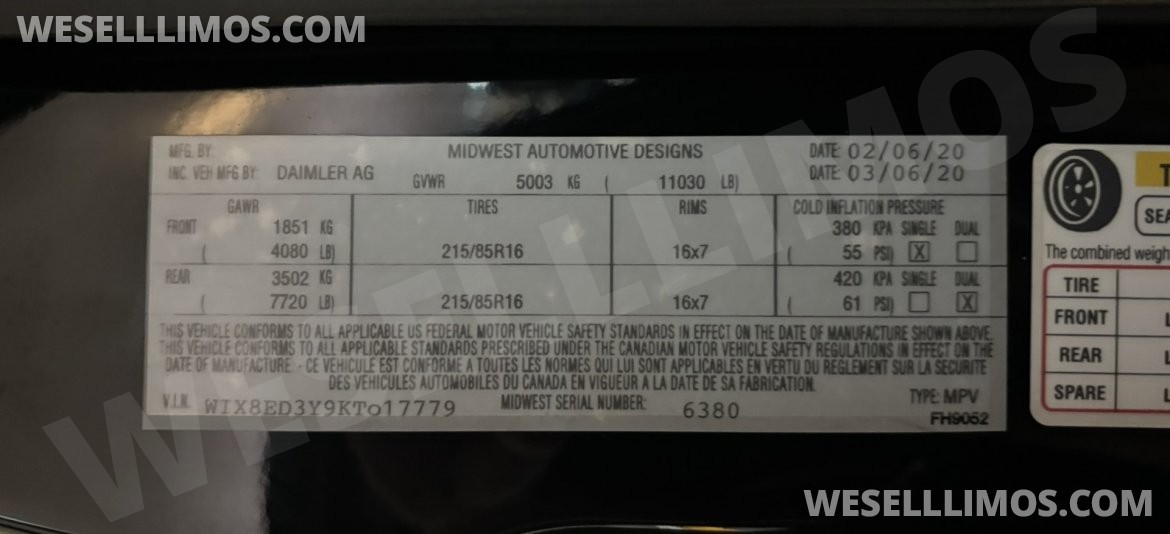 WESELLLIMOS.COM
MFG. BY: MIDWEST AUTOMOTIVE DESIGNS DATE: 02/06/20
INC. VEH MFG BY: DAIMLER AG GVWR 5003 KG ( 11030 LB) DATE: 03/06/20
GAWR TIRES RIMS COLD INFLATION PRESSURE
FRONT 1851 KG 380 KPA SINGLE DUAL
( 4080 LB) 215/85R16 16x7 ( 55 PSI) X
REAR 3502 KG 420 KPA SINGLE DUAL
( 7720 LB) 215/85R16 16x7 ( 61 PSI) X
THIS VEHICLE CONFORMS TO ALL APPLICABLE US FEDERAL MOTOR VEHICLE SAFETY STANDARDS IN EFFECT ON THE DATE OF MANUFACTURE SHOWN ABOVE.
THIS VEHICLE CONFORMS TO ALL APPLICABLE STANDARDS PRESCRIBED UNDER THE CANADIAN MOTOR VEHICLE SAFETY REGULATIONS IN EFFECT ON THE
DATE OF MANUFACTURE - CE VEHICULE EST CONFORME A TOUTES LES NORMES QUI LUI SONT APPLICABLES EN VERTU DU REGLEMENT SUR LA SECURITE
DES VEHICULES AUTOMOBILES DU CANADA EN VIGUEUR A LA DATE DE SA FABRICATION.
V.I.N. WIX8ED3Y9KTo17779 MIDWEST SERIAL NUMBER: 6380 TYPE: MPV
FH9052
The combined
TIRE
FRONT
REAR
SPARE
WESELLLIMOS
WESELLLIMOS.COM